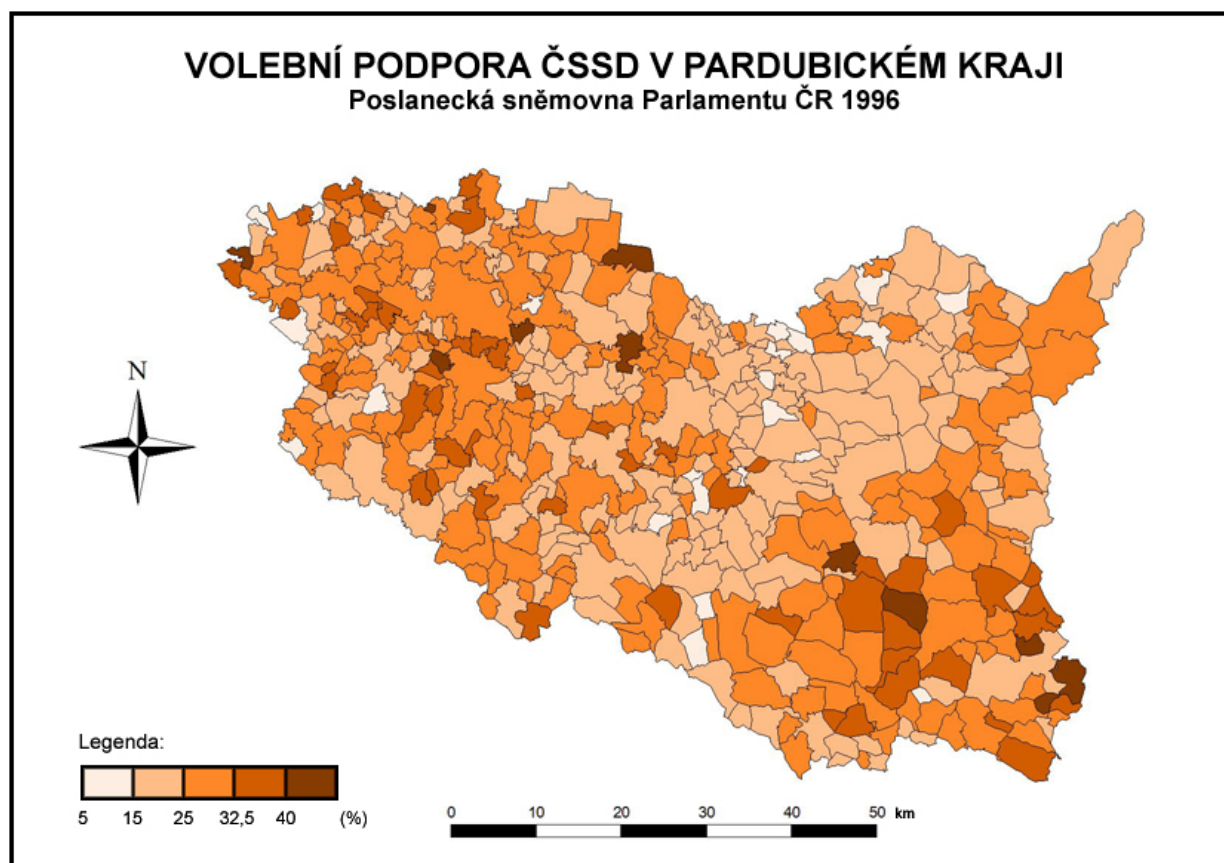 VOLEBNÍ PODPORA ČSSD V PARDUBICKÉM KRAJI
Poslanecká sněmovna Parlamentu ČR 1996
N
Legenda:
5 15 25 32,5 40 (%)
0 10 20 30 40 50 km